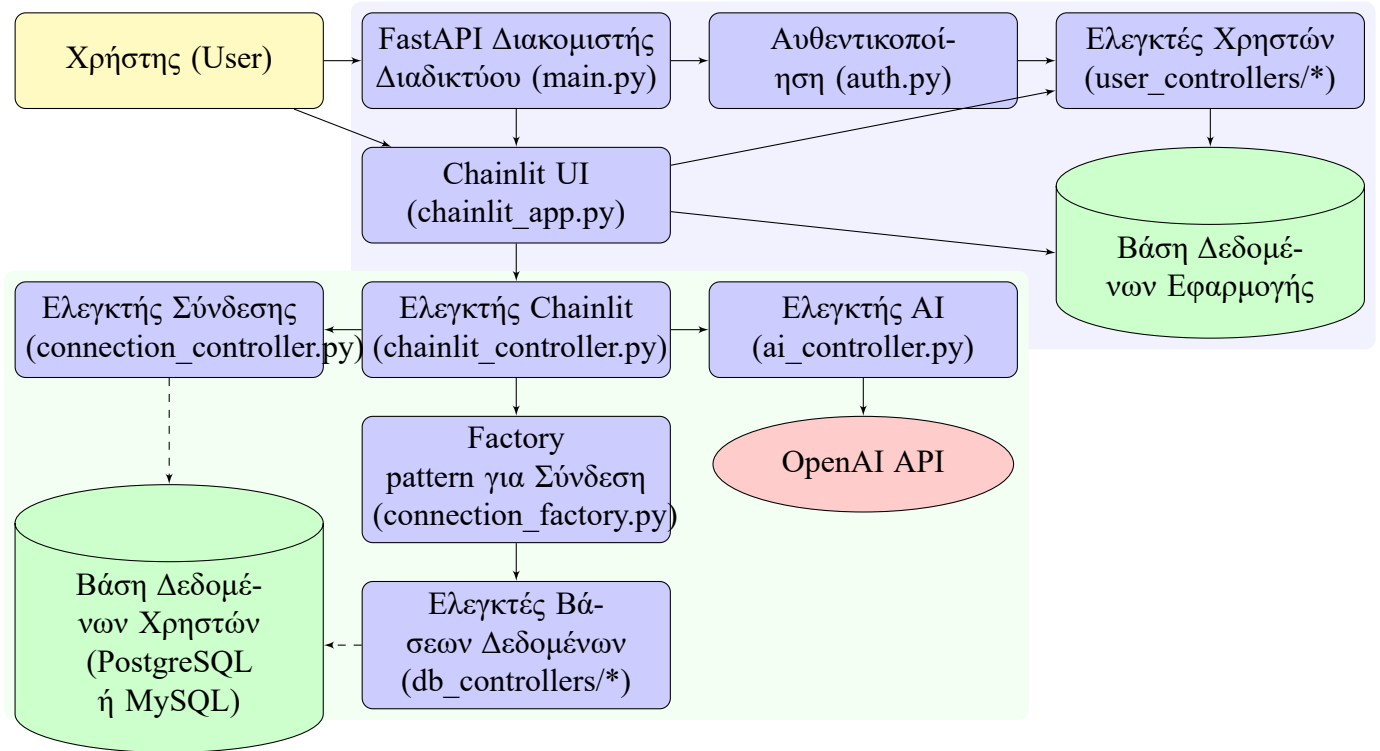 Χρήστης (User)
FastAPI Διακομιστής
Διαδικτύου (main.py)
Αυθεντικοποί-
ηση (auth.py)
Ελεγκτές Χρηστών
(user_controllers/*)
Chainlit UI
(chainlit_app.py)
Βάση Δεδομέ-
νων Εφαρμογής
Ελεγκτής Σύνδεσης
(connection_controller.py)
Ελεγκτής Chainlit
(chainlit_controller.py)
Ελεγκτής AI
(ai_controller.py)
Factory
pattern για Σύνδεση
(connection_factory.py)
OpenAI API
Βάση Δεδομέ-
νων Χρηστών
(PostgreSQL
ή MySQL)
Ελεγκτές Βά-
σεων Δεδομένων
(db_controllers/*)